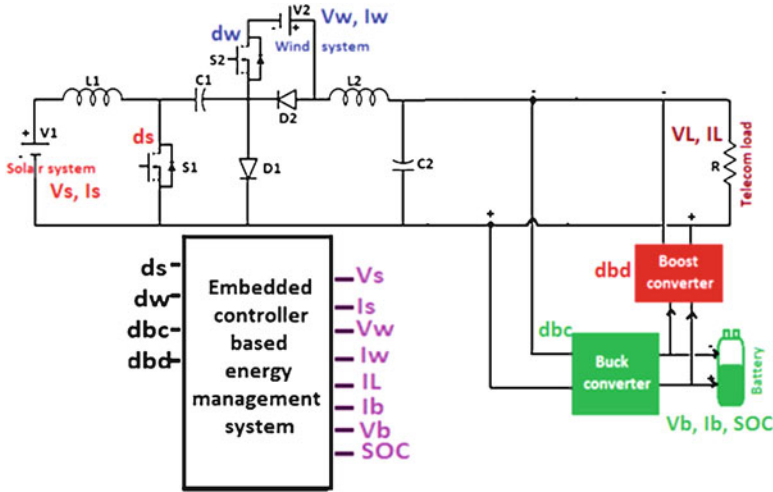 Vw, Iw
dw
V2
S2
Wind system
L1
C1
L2
D2
V1
ds
S1
D1
C2
VL, IL
R
Telecom load
Solar system
Vs, Is
ds
dw
dbc
dbd
Embedded
controller
based
energy
management
system
Vs
Is
Vw
Iw
IL
Ib
Vb
SOC
dbd
Boost
converter
dbc
Buck
converter
Battery
Vb, Ib, SOC